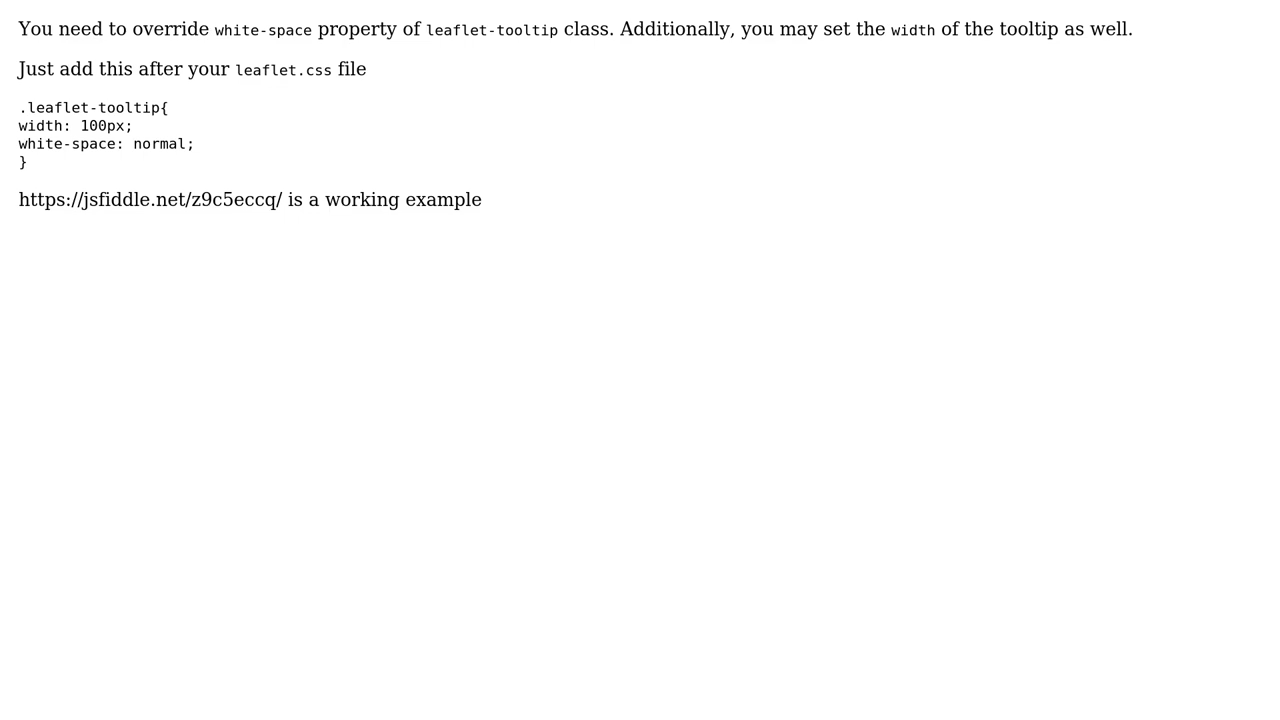 You need to override white-space property of leaflet-tooltip class. Additionally, you may set the width of the tooltip as well.
Just add this after your leaflet.css file
.leaflet-tooltip{
width: 100px;
white-space: normal;
}
https://jsfiddle.net/z9c5eccq/ is a working example